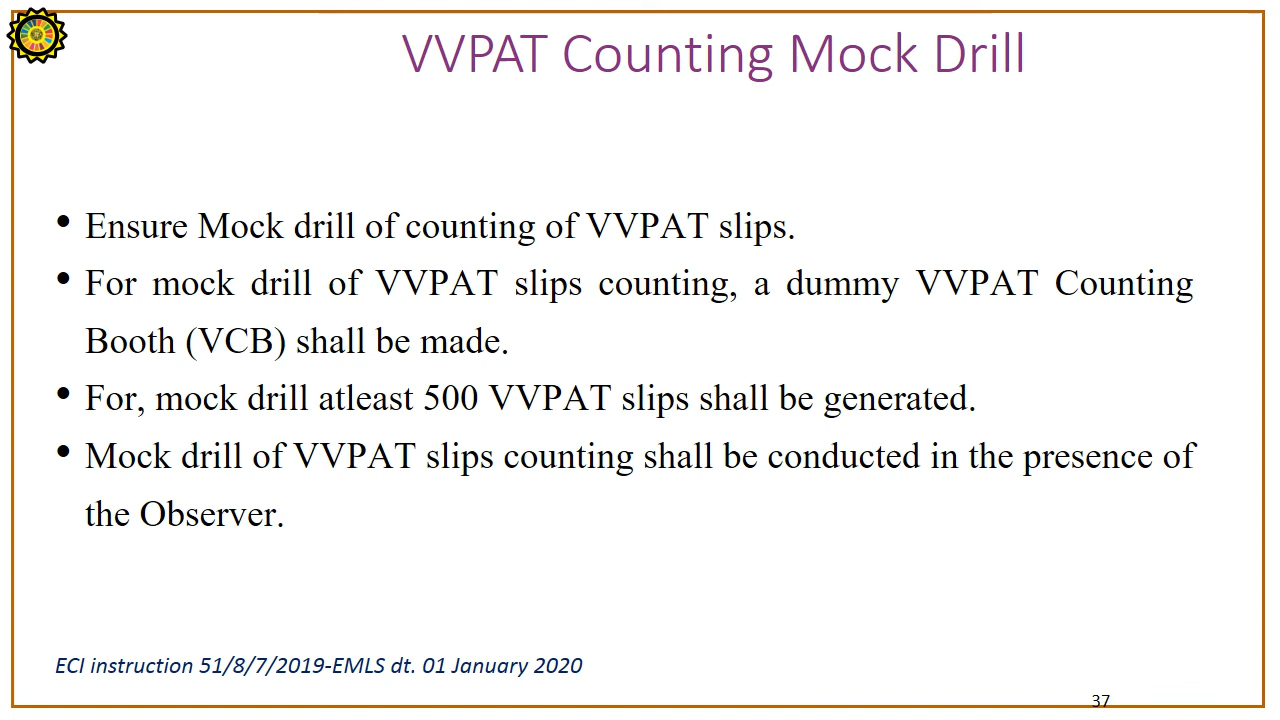 VVPAT Counting Mock Drill
• Ensure Mock drill of counting of VVPAT slips.
• For mock drill of VVPAT slips counting, a dummy VVPAT Counting
Booth (VCB) shall be made.
• For, mock drill atleast 500 VVPAT slips shall be generated.
• Mock drill of VVPAT slips counting shall be conducted in the presence of
the Observer.
ECI instruction 51/8/7/2019-EMLS dt. 01 January 2020
37